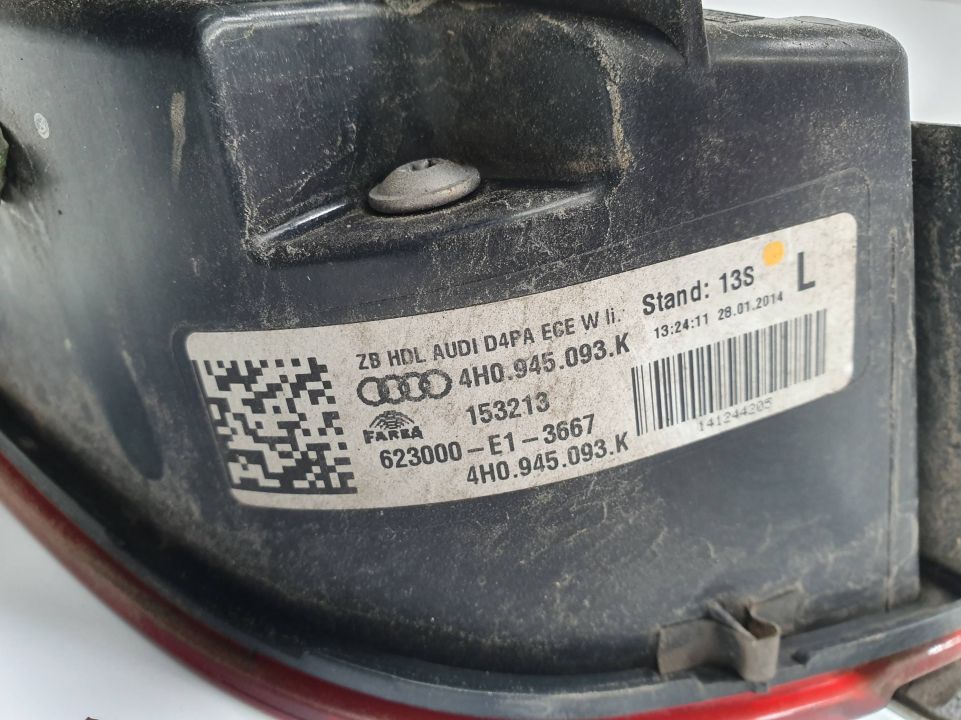 ZB HDL AUDI D4PA ECE W li.
Stand: 13S
L
4H0.945.093.K
13:24:11 28.01.2014
FARBA
153213
623000-E1-3667
4H0.945.093.K
141244205